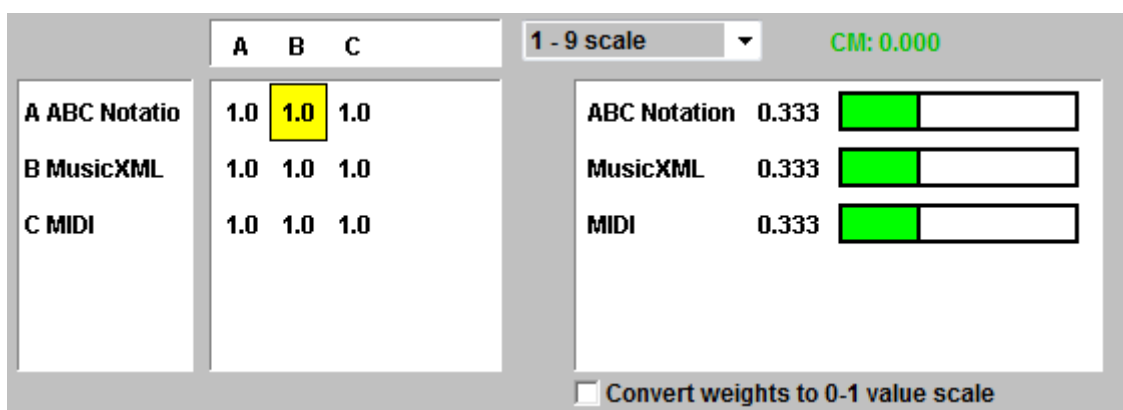 A B C
1 - 9 scale
CM: 0.000
A ABC Notatio 1.0 1.0 1.0
B MusicXML 1.0 1.0 1.0
C MIDI 1.0 1.0 1.0
ABC Notation 0.333
MusicXML 0.333
MIDI 0.333
Convert weights to 0-1 value scale